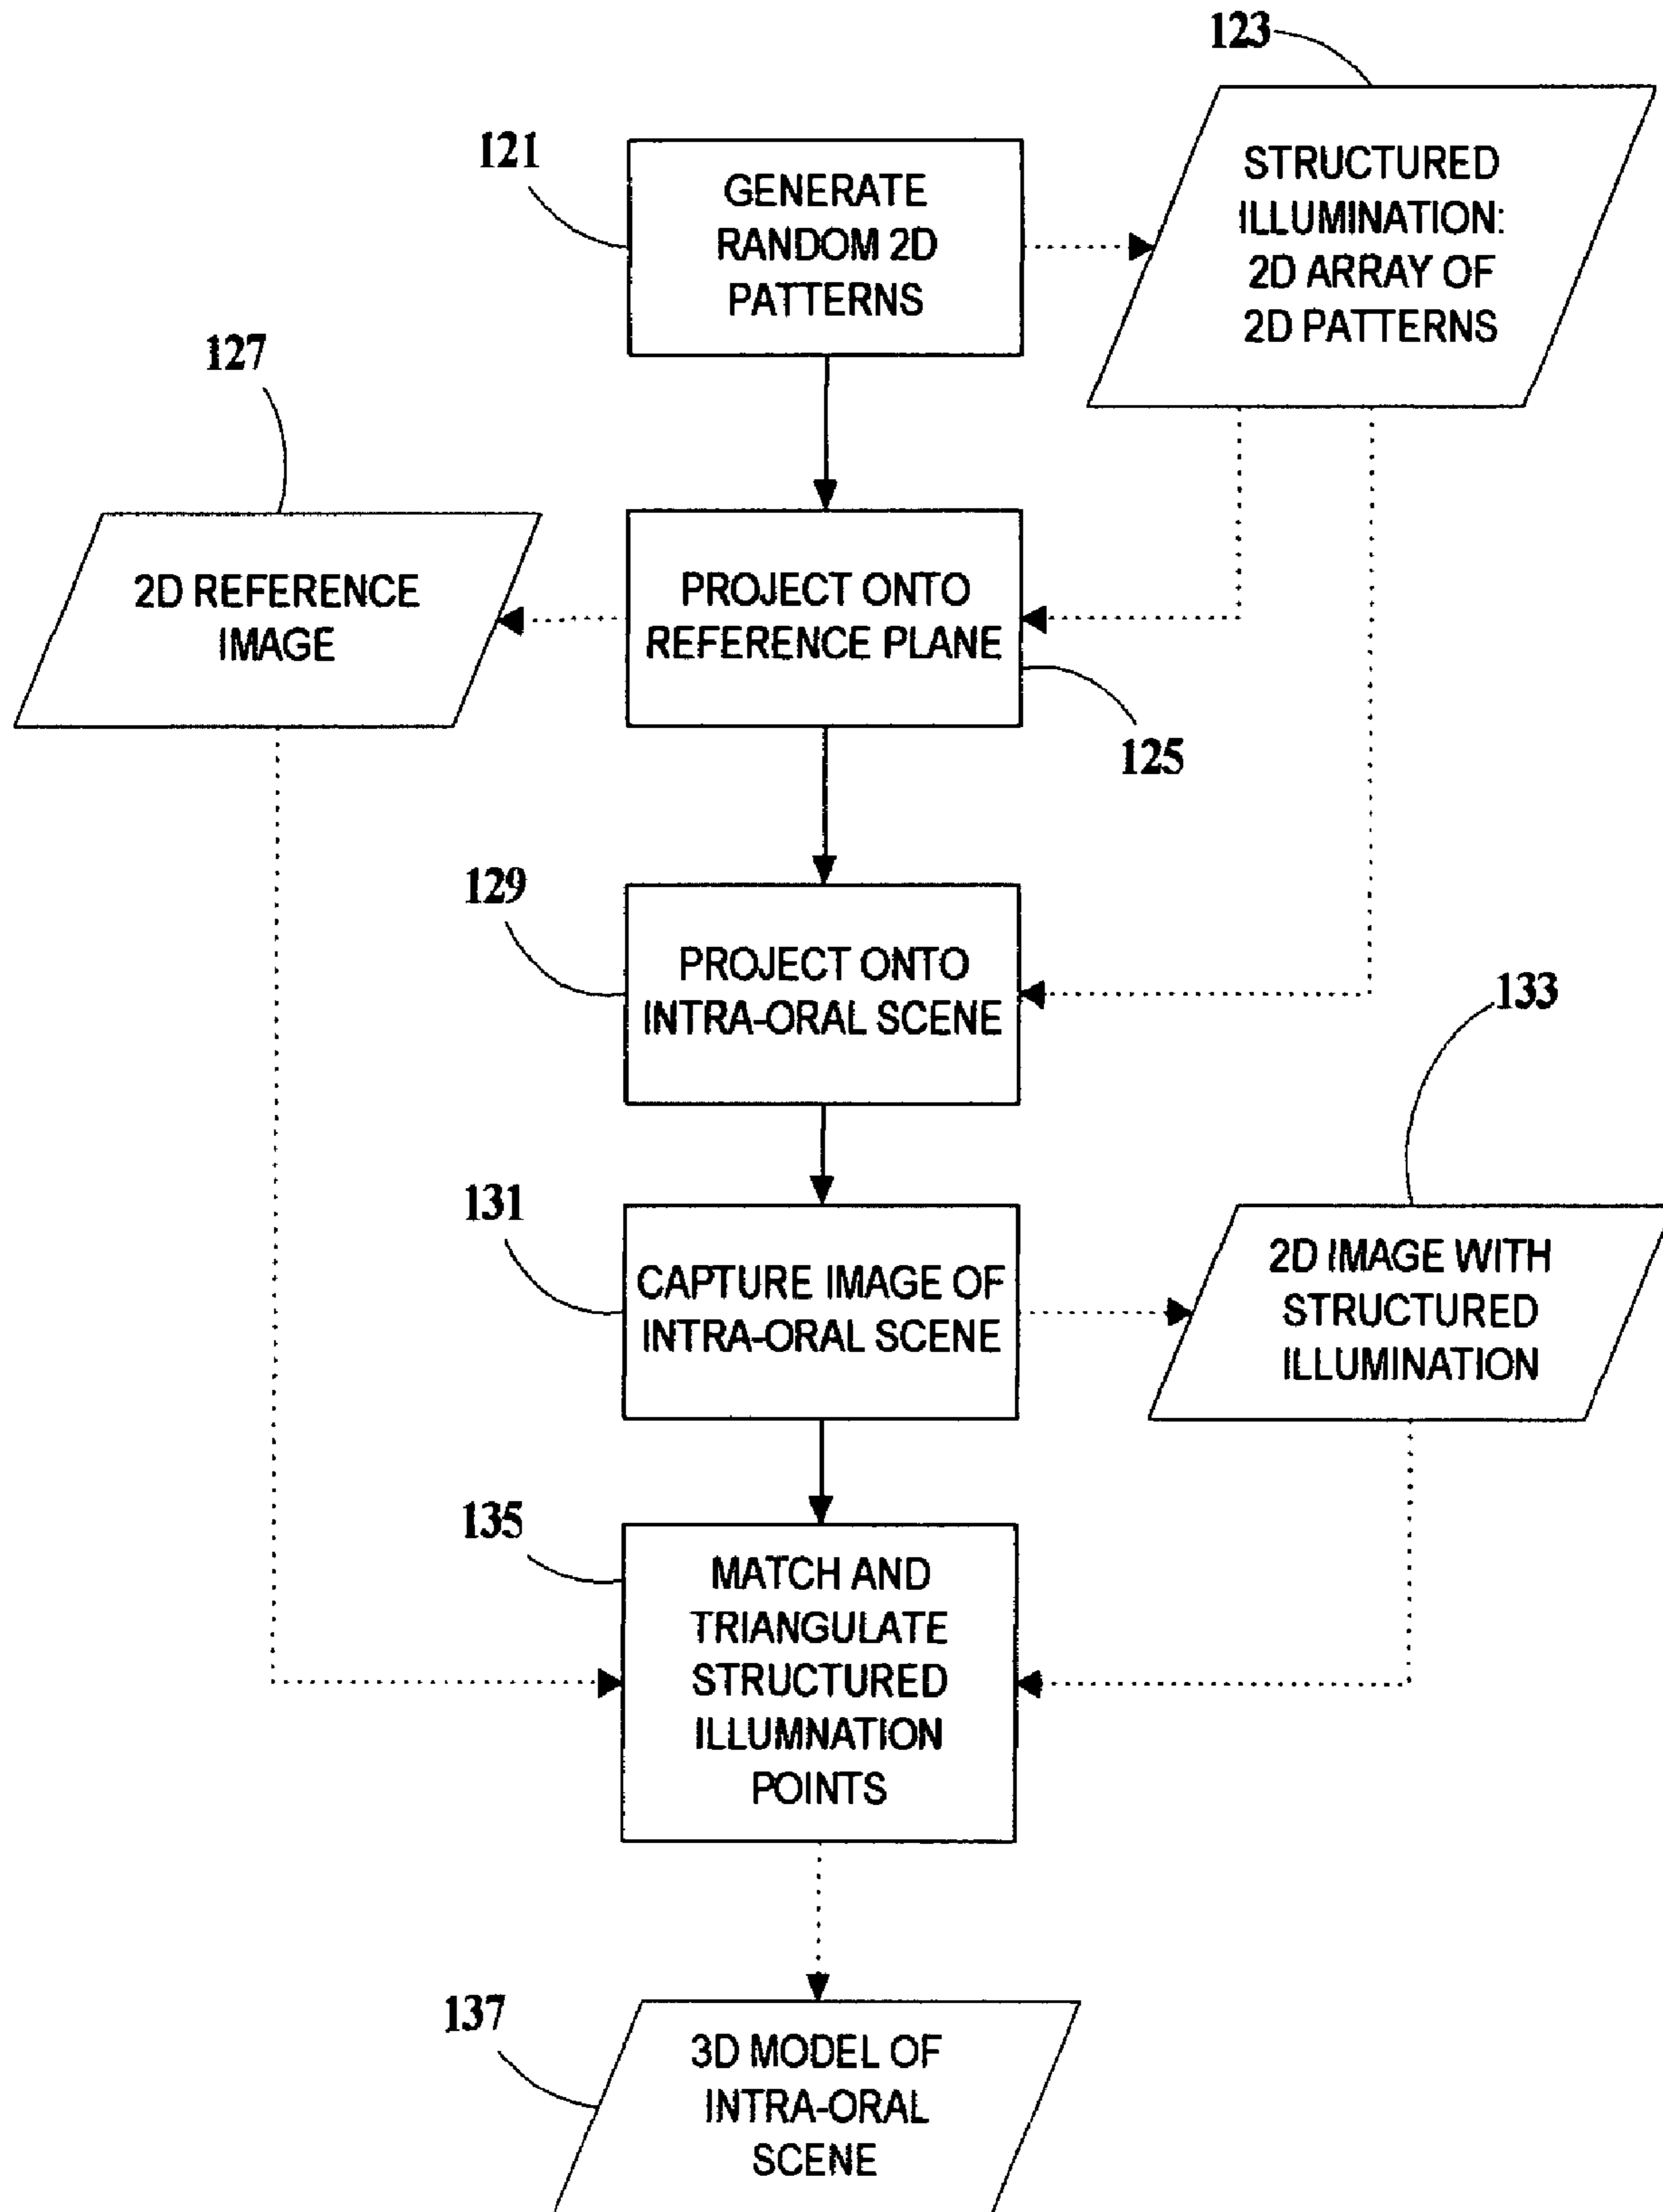 123
121
GENERATE
RANDOM 2D
PATTERNS
STRUCTURED
ILLUMINATION:
2D ARRAY OF
2D PATTERNS
127
2D REFERENCE
IMAGE
PROJECT ONTO
REFERENCE PLANE
125
129
PROJECT ONTO
INTRA-ORAL SCENE
133
131
CAPTURE IMAGE OF
INTRA-ORAL SCENE
2D IMAGE WITH
STRUCTURED
ILLUMINATION
135
MATCH AND
TRIANGULATE
STRUCTURED
ILLUMNATION
POINTS
137
3D MODEL OF
INTRA-ORAL
SCENE